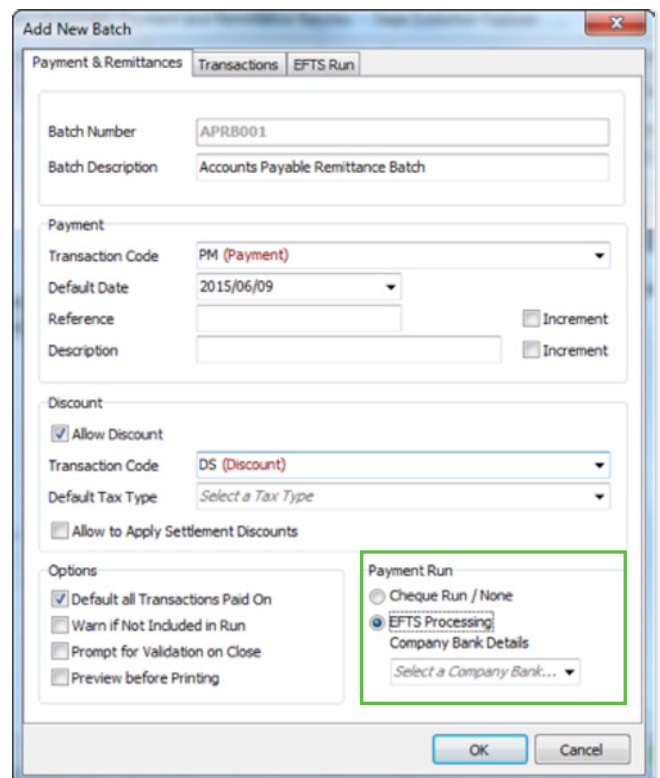 Add New Batch
Payment & Remittances Transactions EFTS Run
Batch Number APRB001
Batch Description Accounts Payable Remittance Batch
Payment
Transaction Code PM (Payment)
Default Date 2015/06/09
Reference Increment
Description Increment
Discount
Allow Discount
Transaction Code DS (Discount)
Default Tax Type Select a Tax Type
Allow to Apply Settlement Discounts
Options
Default all Transactions Paid On
Warn if Not Included in Run
Prompt for Validation on Close
Preview before Printing
Payment Run
Cheque Run / None
EFTS Processing
Company Bank Details
Select a Company Bank...
OK Cancel